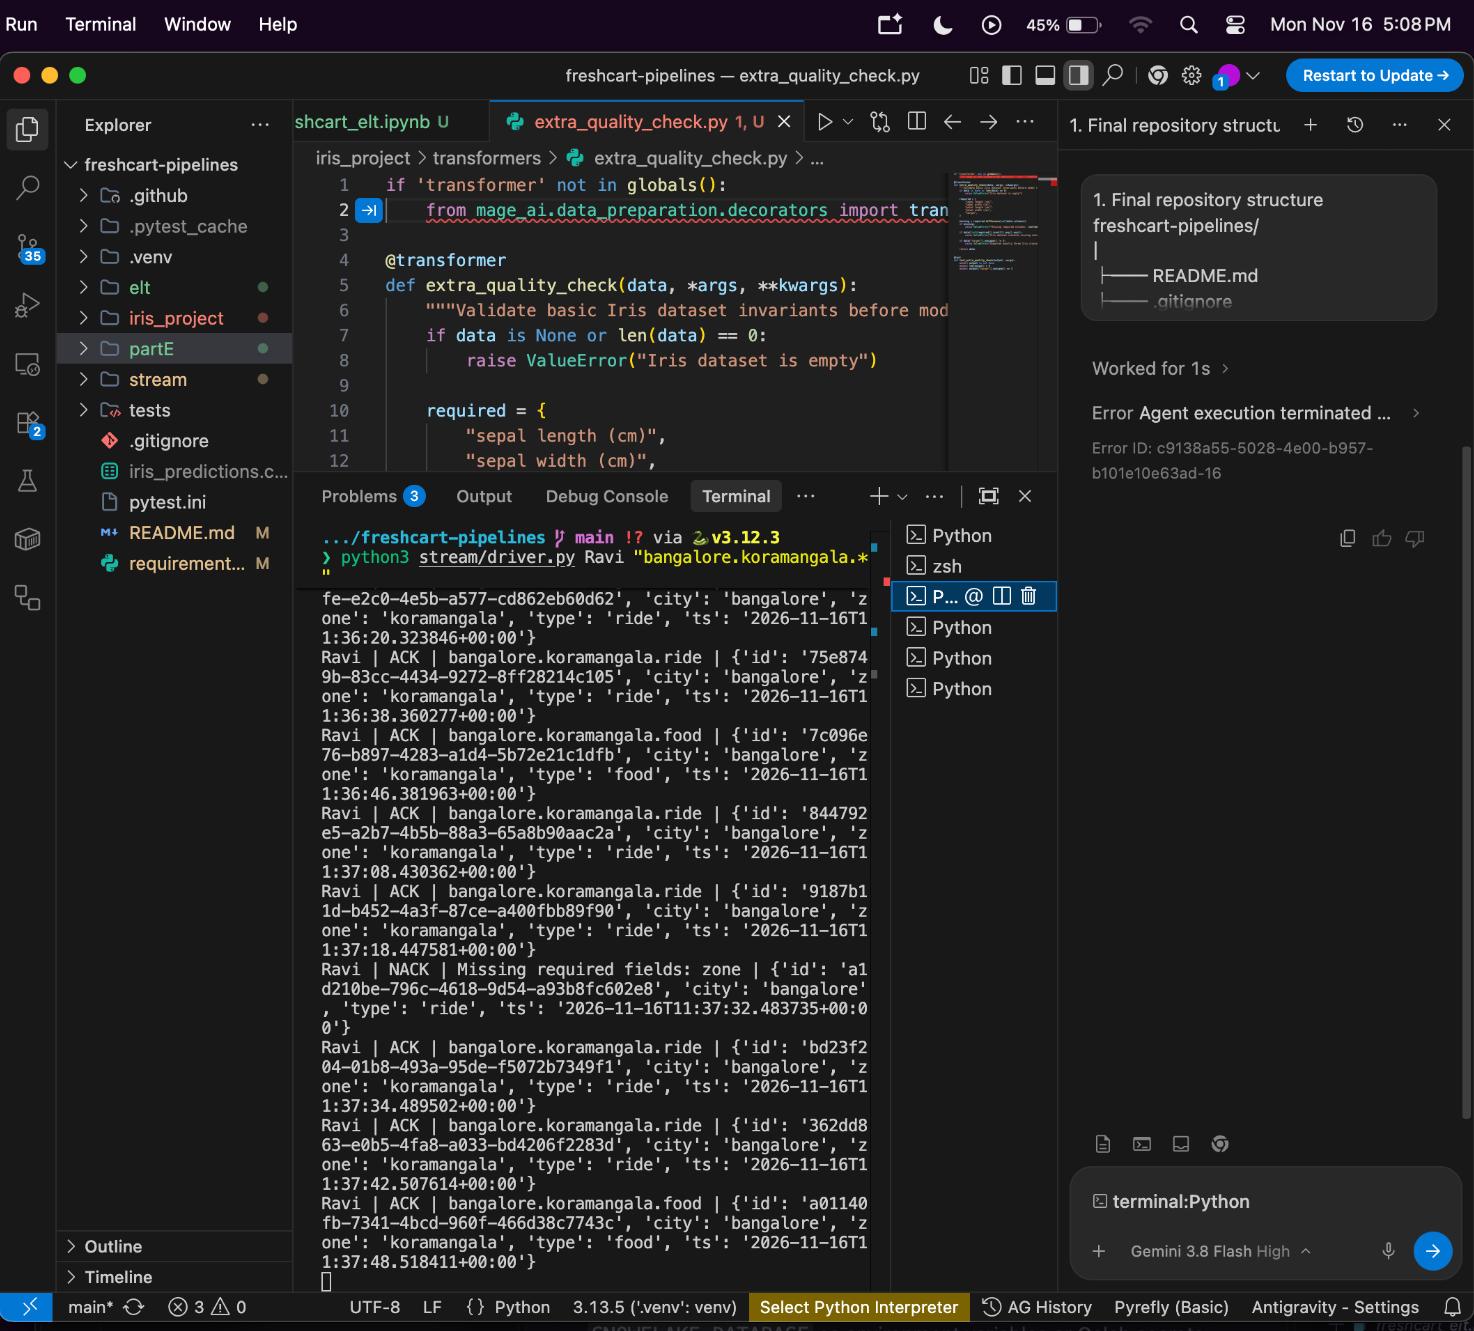 Run Terminal Window Help 45% Mon Nov 16 5:08 PM
freshcart-pipelines — extra_quality_check.py
1
Restart to Update →
Explorer
freshcart-pipelines
.github
.pytest_cache
.venv
elt
iris_project
partE
stream
tests
.gitignore
iris_predictions.c...
pytest.ini
README.md M
requirement... M
35
2
Outline
Timeline
shcart_elt.ipynb U
extra_quality_check.py 1, U
iris_project > transformers > extra_quality_check.py > ...
1 if 'transformer' not in globals():
2 from mage_ai.data_preparation.decorators import tran
3
4 @transformer
5 def extra_quality_check(data, *args, **kwargs):
6 """Validate basic Iris dataset invariants before mod
7 if data is None or len(data) == 0:
8 raise ValueError("Iris dataset is empty")
9
10 required = {
11 "sepal length (cm)",
12 "sepal width (cm)",
Problems 3 Output Debug Console Terminal
.../freshcart-pipelines main !? via v3.12.3
❯ python3 stream/driver.py Ravi "bangalore.koramangala.*
"
fe-e2c0-4e5b-a577-cd862eb60d62', 'city': 'bangalore', 'z
one': 'koramangala', 'type': 'ride', 'ts': '2026-11-16T1
1:36:20.323846+00:00'}
Ravi | ACK | bangalore.koramangala.ride | {'id': '75e874
9b-83cc-4434-9272-8ff28214c105', 'city': 'bangalore', 'z
one': 'koramangala', 'type': 'ride', 'ts': '2026-11-16T1
1:36:38.360277+00:00'}
Ravi | ACK | bangalore.koramangala.food | {'id': '7c096e
76-b897-4283-a1d4-5b72e21c1dfb', 'city': 'bangalore', 'z
one': 'koramangala', 'type': 'food', 'ts': '2026-11-16T1
1:36:46.381963+00:00'}
Ravi | ACK | bangalore.koramangala.ride | {'id': '844792
e5-a2b7-4b5b-88a3-65a8b90aac2a', 'city': 'bangalore', 'z
one': 'koramangala', 'type': 'ride', 'ts': '2026-11-16T1
1:37:08.430362+00:00'}
Ravi | ACK | bangalore.koramangala.ride | {'id': '9187b1
1d-b452-4a3f-87ce-a400fbb89f90', 'city': 'bangalore', 'z
one': 'koramangala', 'type': 'ride', 'ts': '2026-11-16T1
1:37:18.447581+00:00'}
Ravi | NACK | Missing required fields: zone | {'id': 'a1
d210be-796c-4618-9d54-a93b8fc602e8', 'city': 'bangalore'
, 'type': 'ride', 'ts': '2026-11-16T11:37:32.483735+00:0
0'}
Ravi | ACK | bangalore.koramangala.ride | {'id': 'bd23f2
04-01b8-493a-95de-f5072b7349f1', 'city': 'bangalore', 'z
one': 'koramangala', 'type': 'ride', 'ts': '2026-11-16T1
1:37:34.489502+00:00'}
Ravi | ACK | bangalore.koramangala.ride | {'id': '362dd8
63-e0b5-4fa8-a033-bd4206f2283d', 'city': 'bangalore', 'z
one': 'koramangala', 'type': 'ride', 'ts': '2026-11-16T1
1:37:42.507614+00:00'}
Ravi | ACK | bangalore.koramangala.food | {'id': 'a01140
fb-7341-4bcd-960f-466d38c7743c', 'city': 'bangalore', 'z
one': 'koramangala', 'type': 'food', 'ts': '2026-11-16T1
1:37:48.518411+00:00'}
Python
zsh
P...
Python
Python
Python
1. Final repository structu
1. Final repository structure
freshcart-pipelines/
|
├── README.md
├── .gitignore
Worked for 1s >
Error Agent execution terminated ... >
Error ID: c9138a55-5028-4e00-b957-
b101e10e63ad-16
terminal:Python
Gemini 3.8 Flash High
main* 3 0 UTF-8 LF {} Python 3.13.5 ('.venv': venv) Select Python Interpreter AG History Pyrefly (Basic) Antigravity - Settings